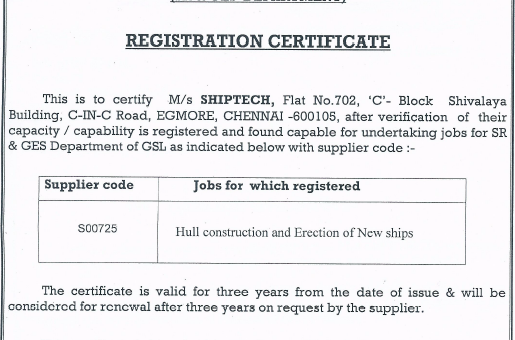 REGISTRATION CERTIFICATE
This is to certify M/s SHIPTECH, Flat No.702, ‘C’- Block Shivalaya
Building, C-IN-C Road, EGMORE, CHENNAI -600105, after verification of their
capacity / capability is registered and found capable for undertaking jobs for SR
& GES Department of GSL as indicated below with supplier code :-
Supplier code Jobs for which registered
S00725 Hull construction and Erection of New ships
The certificate is valid for three years from the date of issue & will be
considered for renewal after three years on request by the supplier.